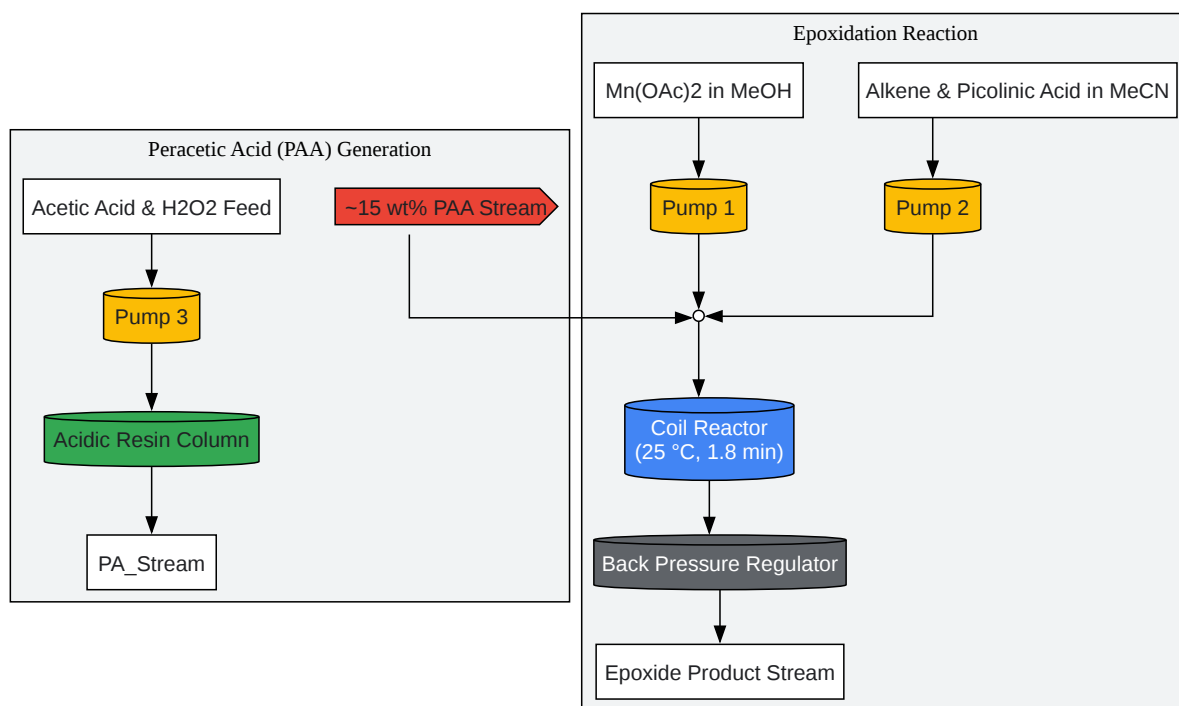 Peracetic Acid (PAA) Generation
Acetic Acid & H2O2 Feed
~15 wt% PAA Stream
Pump 3
Acidic Resin Column
PA_Stream
Epoxidation Reaction
Mn(OAc)2 in MeOH
Alkene & Picolinic Acid in MeCN
Pump 1
Pump 2
Coil Reactor
(25 °C, 1.8 min)
Back Pressure Regulator
Epoxide Product Stream